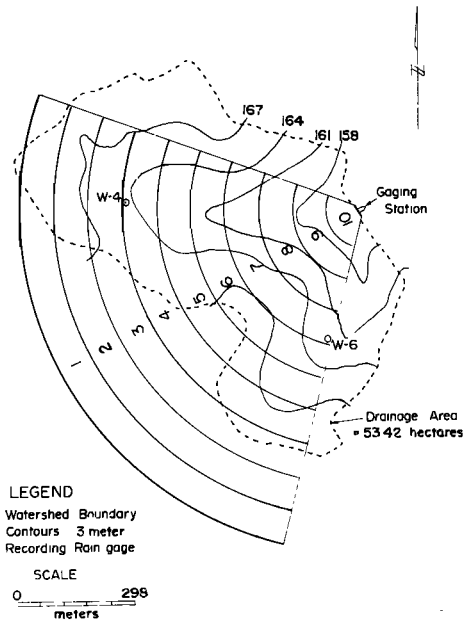 N
167
164
161
158
W-4
Gaging
Station
10
9
8
7
6
5
4
3
2
1
W-6
Drainage Area
= 53 42 hectares
LEGEND
Watershed Boundary
Contours 3 meter
Recording Rain gage
SCALE
0 298
meters